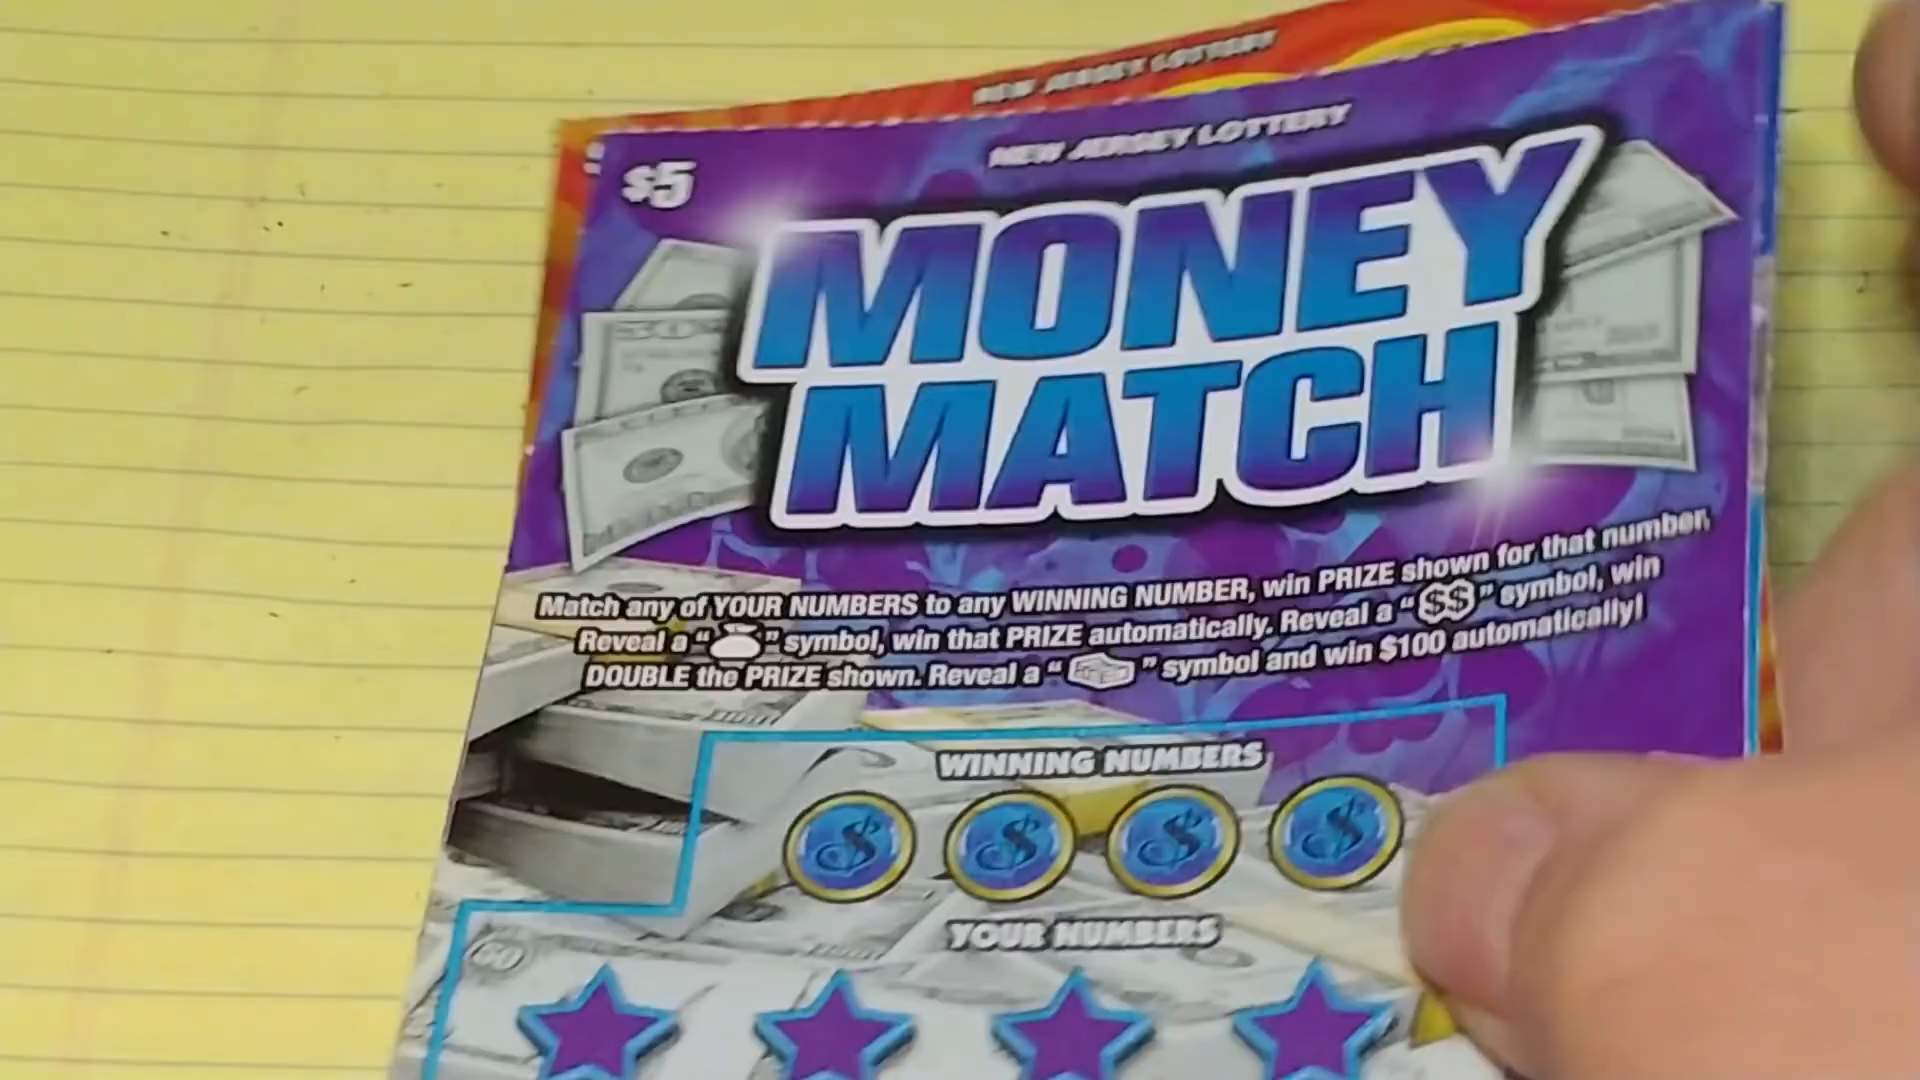 NEW JERSEY LOTTERY
NEW JERSEY LOTTERY
$5
MONEY
MATCH
Match any of YOUR NUMBERS to any WINNING NUMBER, win PRIZE shown for that number.
Reveal a " " symbol, win that PRIZE automatically. Reveal a "$$" symbol, win
DOUBLE the PRIZE shown. Reveal a " " symbol and win $100 automatically!
WINNING NUMBERS
$ $ $ $
YOUR NUMBERS
50